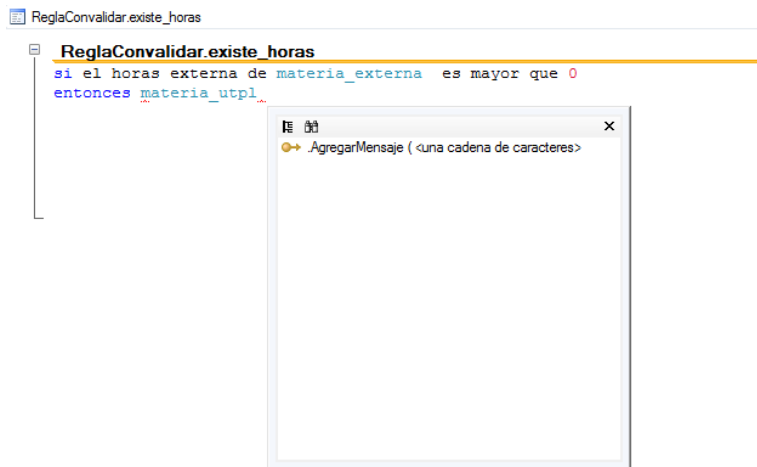 ReglaConvalidar.existe_horas
ReglaConvalidar.existe_horas
si el horas externa de materia_externa es mayor que 0
entonces materia_utpl
.AgregarMensaje ( <una cadena de caracteres>